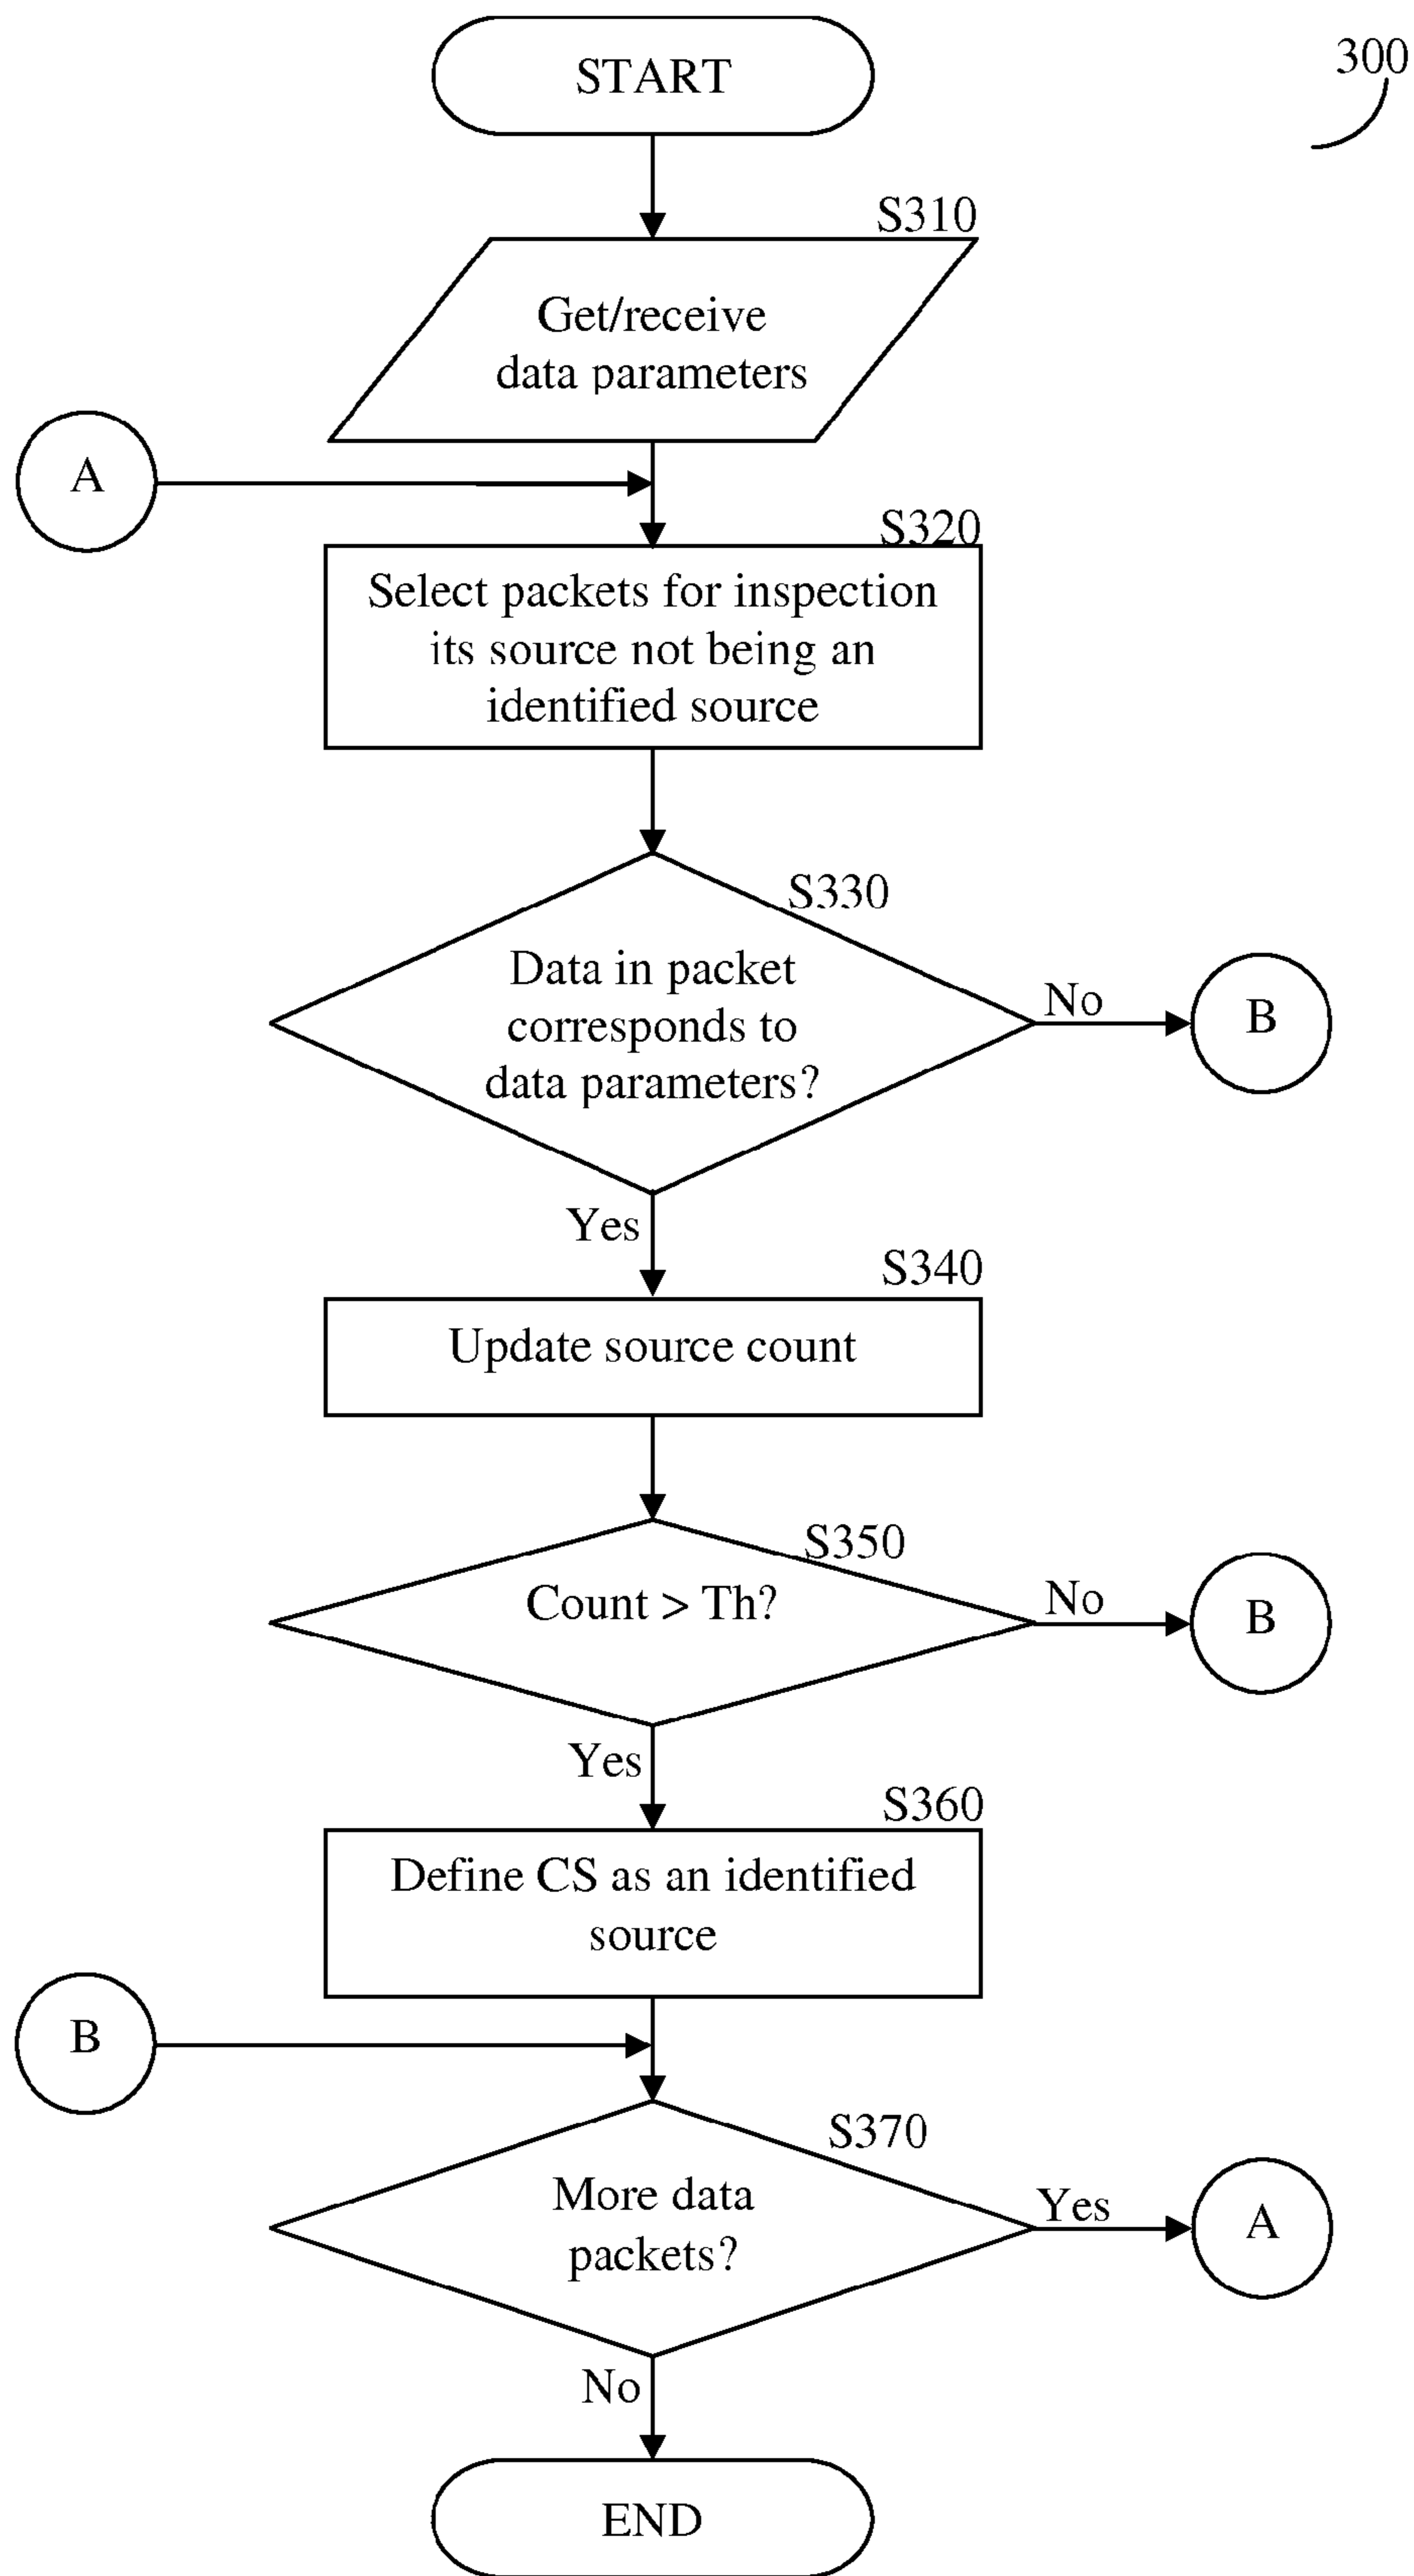 START
300
S310
Get/receive
data parameters
A
S320
Select packets for inspection
its source not being an
identified source
S330
Data in packet
corresponds to
data parameters?
No
B
Yes
S340
Update source count
S350
Count > Th?
No
B
Yes
S360
Define CS as an identified
source
B
S370
More data
packets?
Yes
A
No
END